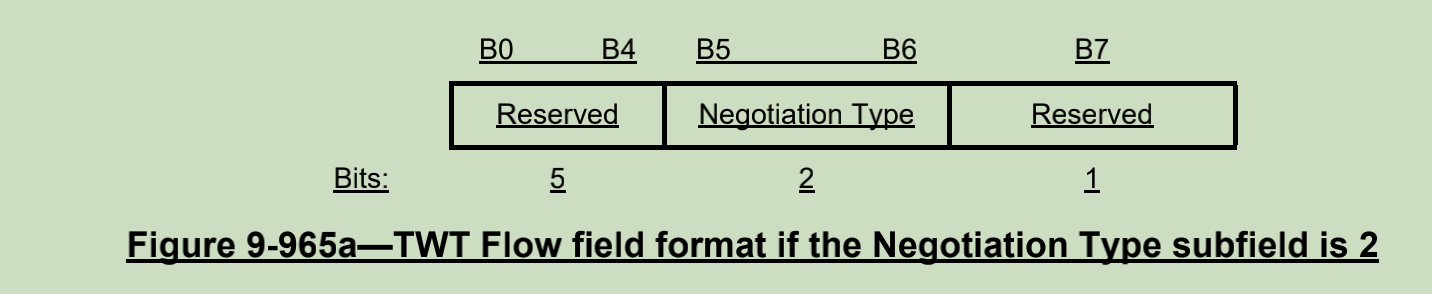 B0 B4 B5 B6 B7
Reserved Negotiation Type Reserved
Bits: 5 2 1
Figure 9-965a—TWT Flow field format if the Negotiation Type subfield is 2